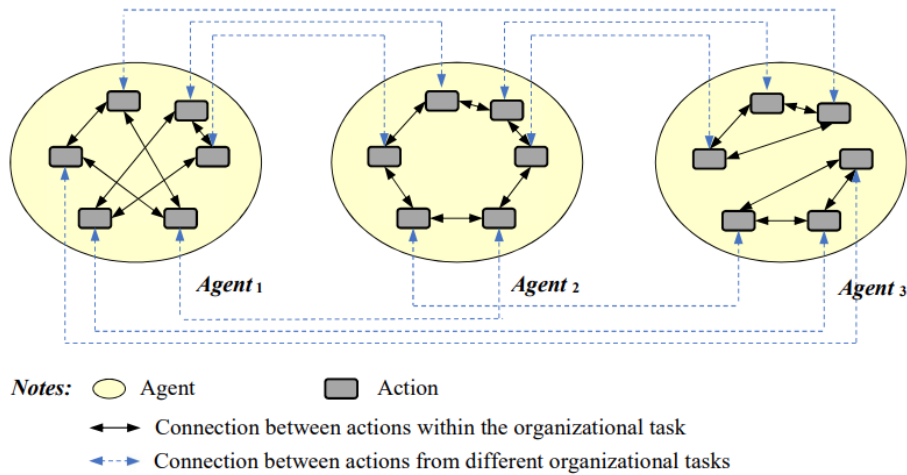 Agent 1
Agent 2
Agent 3
Notes: Agent Action
Connection between actions within the organizational task
Connection between actions from different organizational tasks